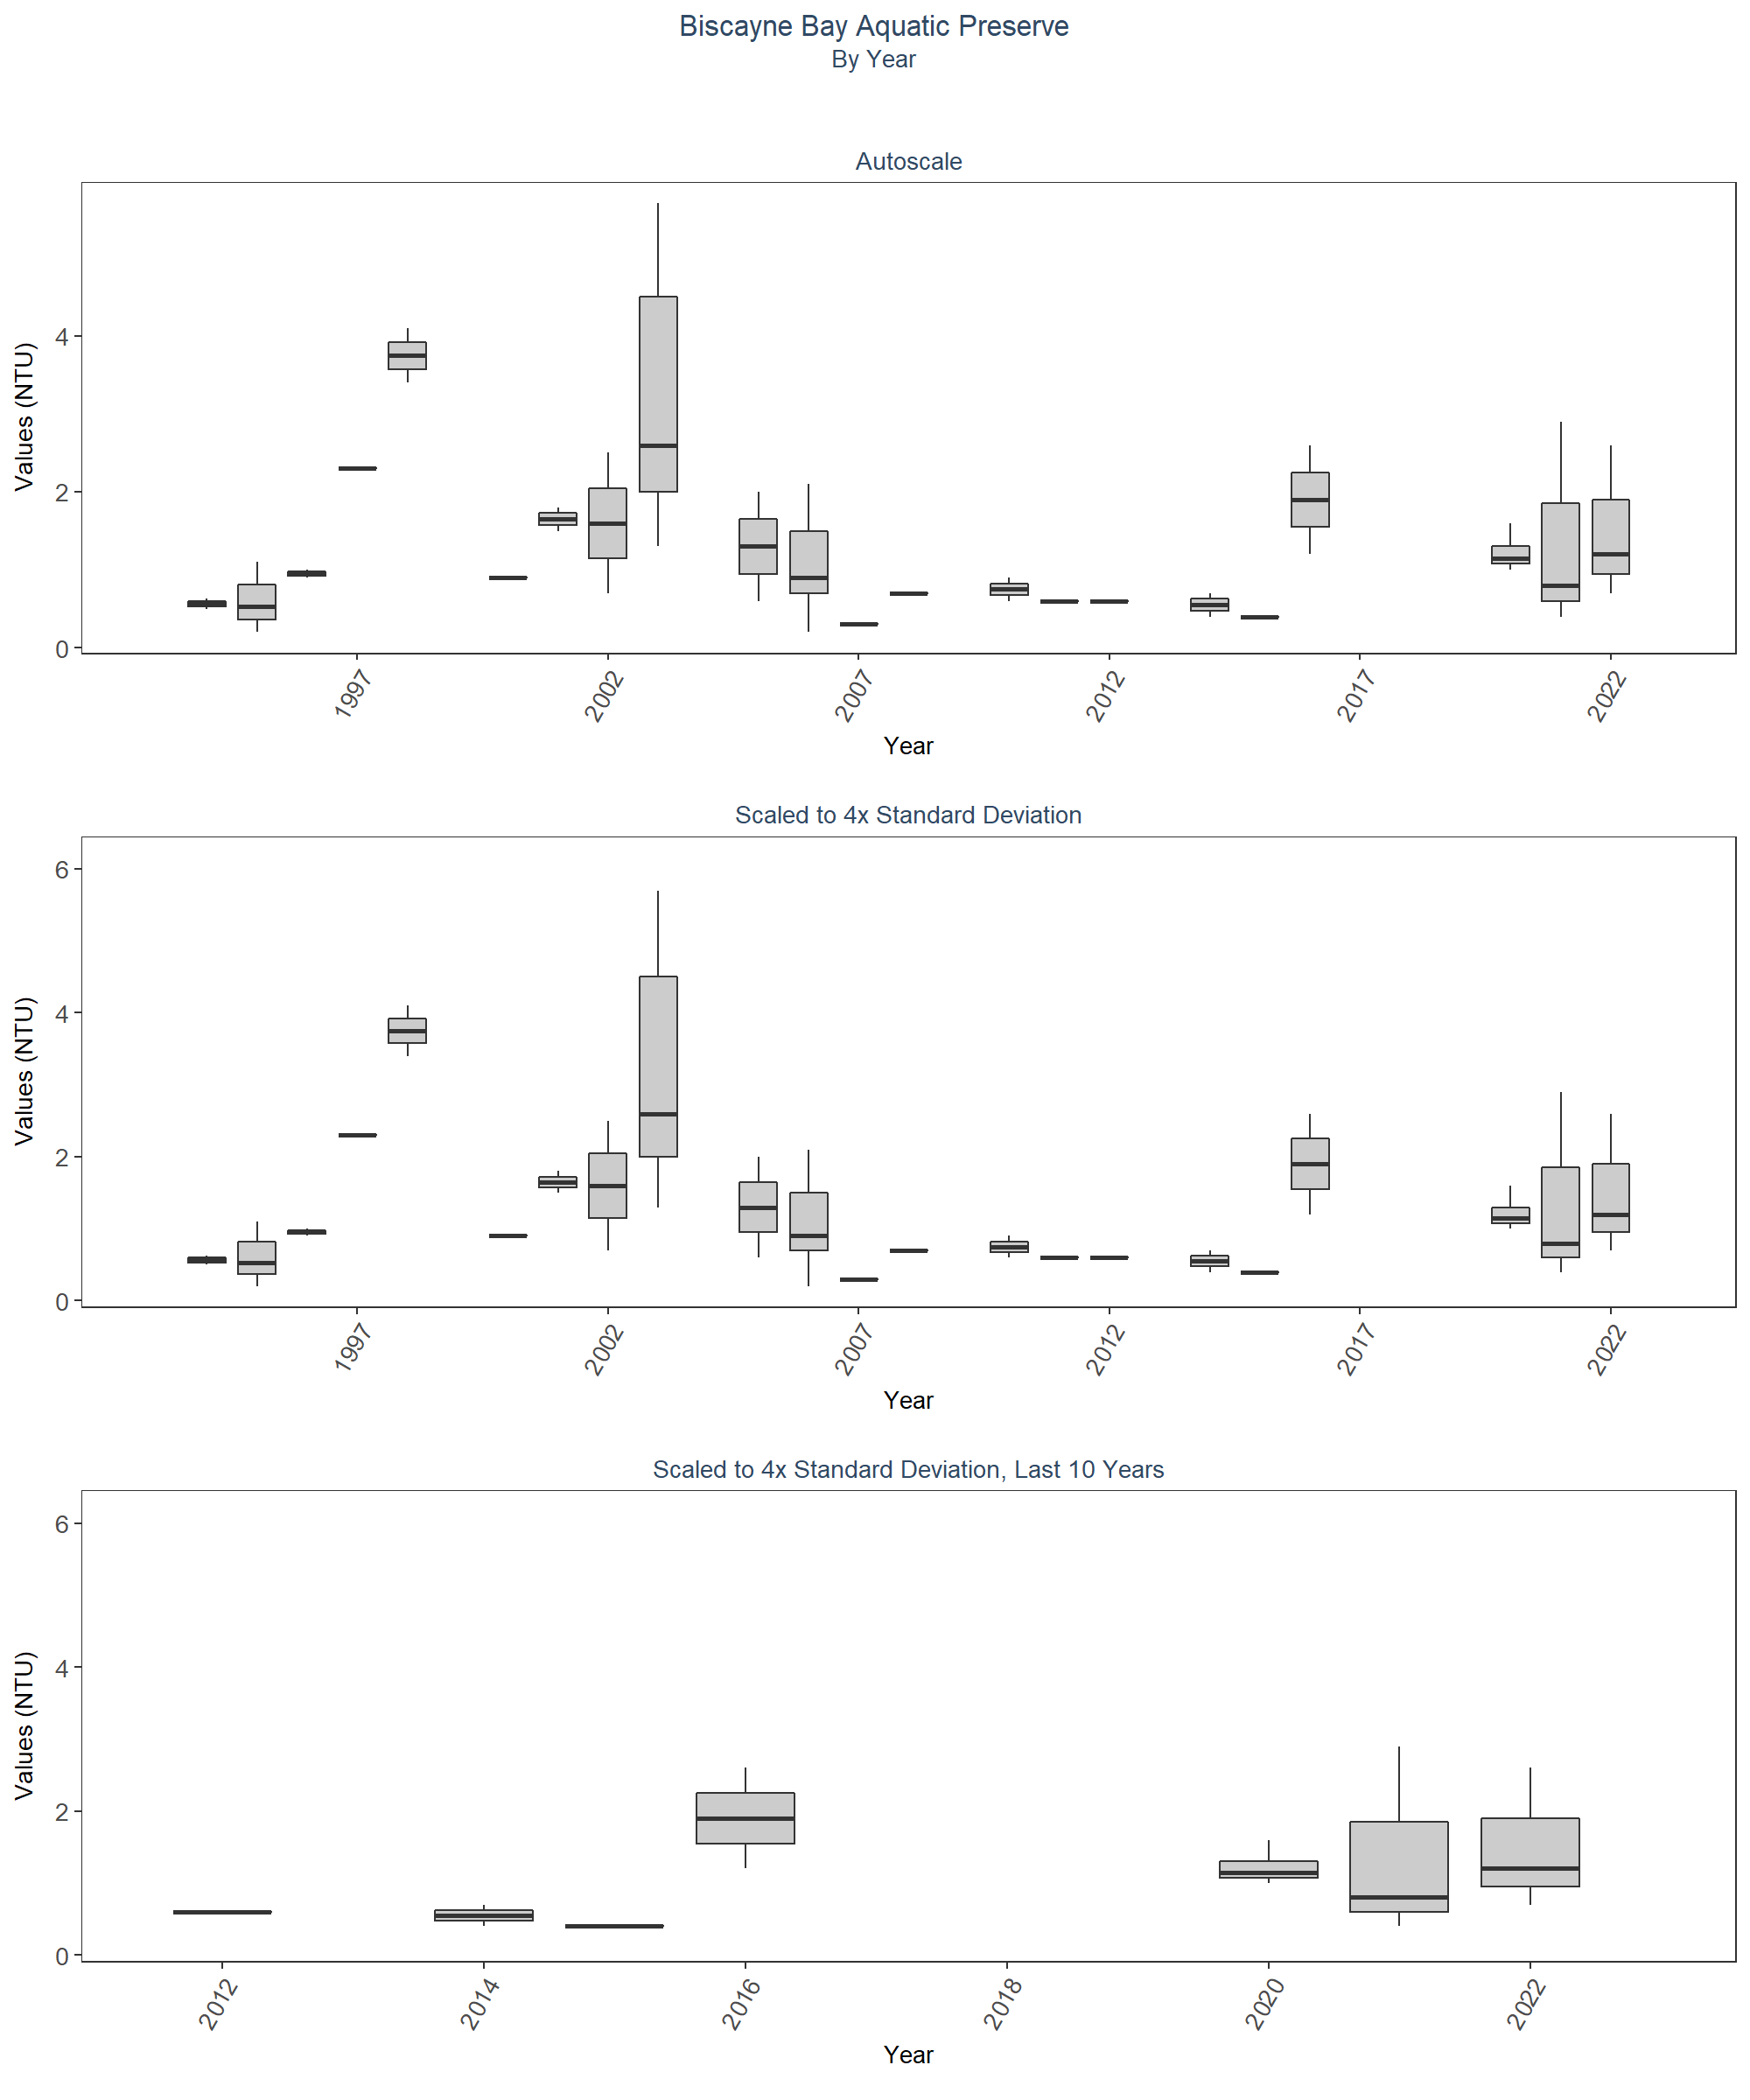 Biscayne Bay Aquatic Preserve
By Year
Autoscale
Values (NTU)
4
2
0
1997 2002 2007 2012 2017 2022
Year
Scaled to 4x Standard Deviation
Values (NTU)
6
4
2
0
1997 2002 2007 2012 2017 2022
Year
Scaled to 4x Standard Deviation, Last 10 Years
Values (NTU)
6
4
2
0
2012 2014 2016 2018 2020 2022
Year